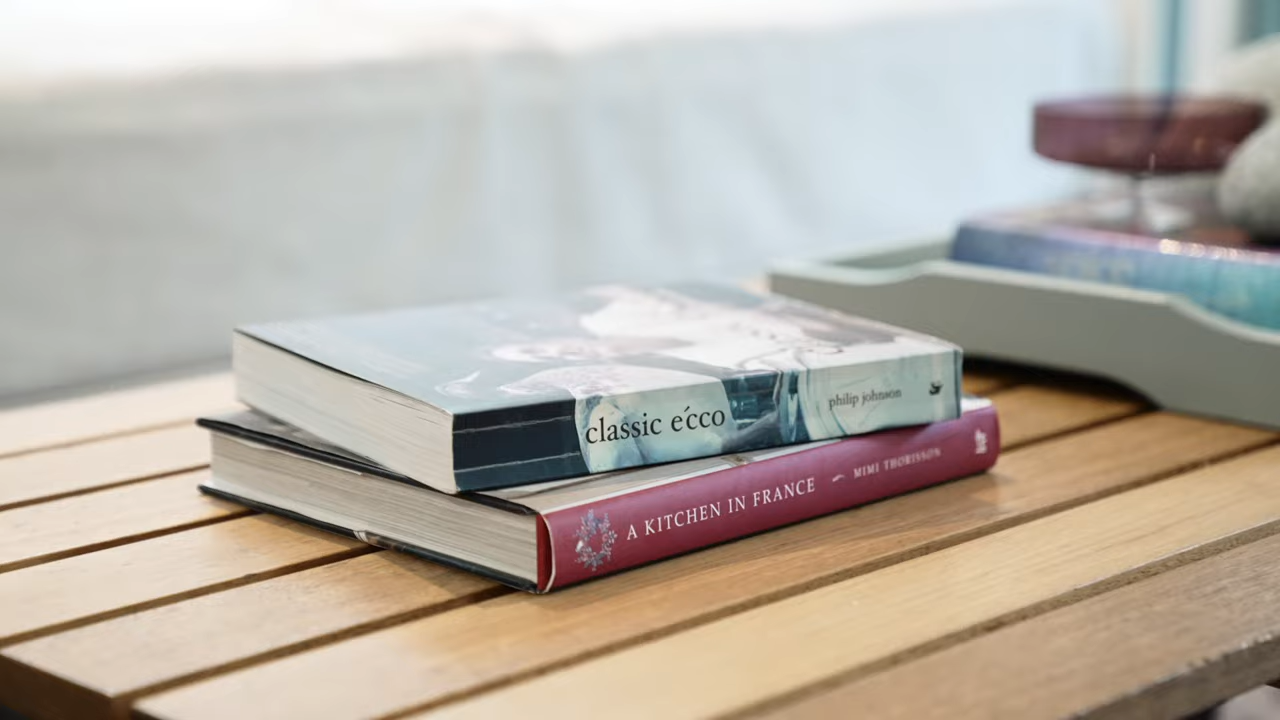 classic e'cco
philip johnson
A KITCHEN IN FRANCE
MIMI THORISSON